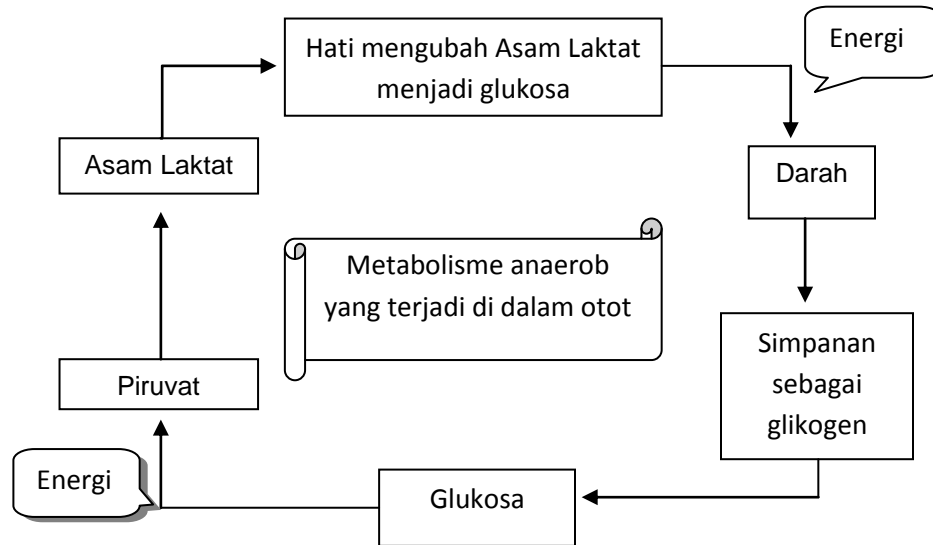 Hati mengubah Asam Laktat
menjadi glukosa
Energi
Asam Laktat
Darah
Metabolisme anaerob
yang terjadi di dalam otot
Simpanan
sebagai
glikogen
Piruvat
Energi
Glukosa